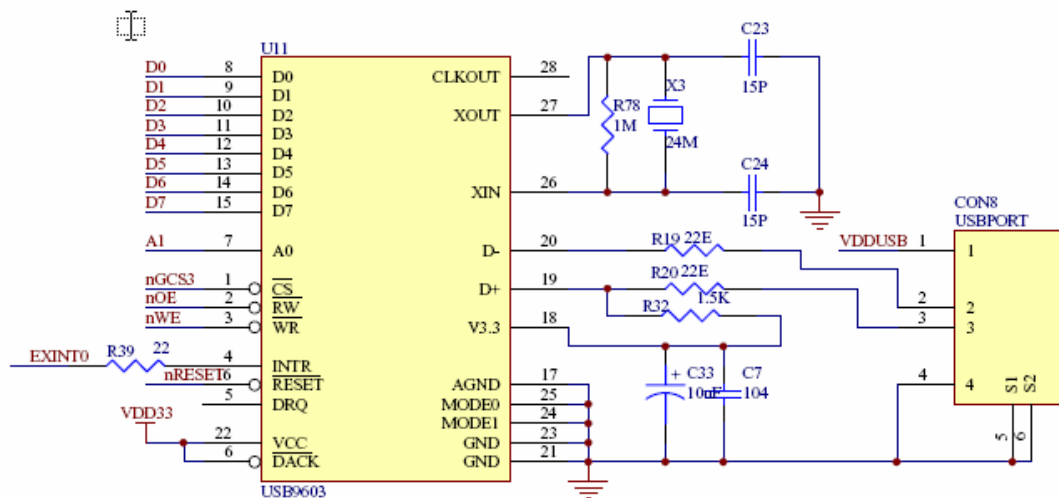 U11
D0 8 D0
D1 9 D1
D2 10 D2
D3 11 D3
D4 12 D4
D5 13 D5
D6 14 D6
D7 15 D7
A1 7 A0
nGCS3 1 CS
nOE 2 RW
nWE 3 WR
EXINT0 R39 22 4 INTR
nRESET 6 RESET
5 DRQ
VDD33
22 VCC
6 DACK
USB9603
CLKOUT 28
XOUT 27
XIN 26
D- 20
D+ 19
V3.3 18
AGND 17
MODE0 25
MODE1 24
GND 23
GND 21
C23
15P
R78
1M
X3
24M
C24
15P
R19 22E
R20 22E
R32 1.5K
C33
C7
104
CON8
USBPORT
VDDUSB 1 1
2 2
3 3
4 4
S1 S2
5 6